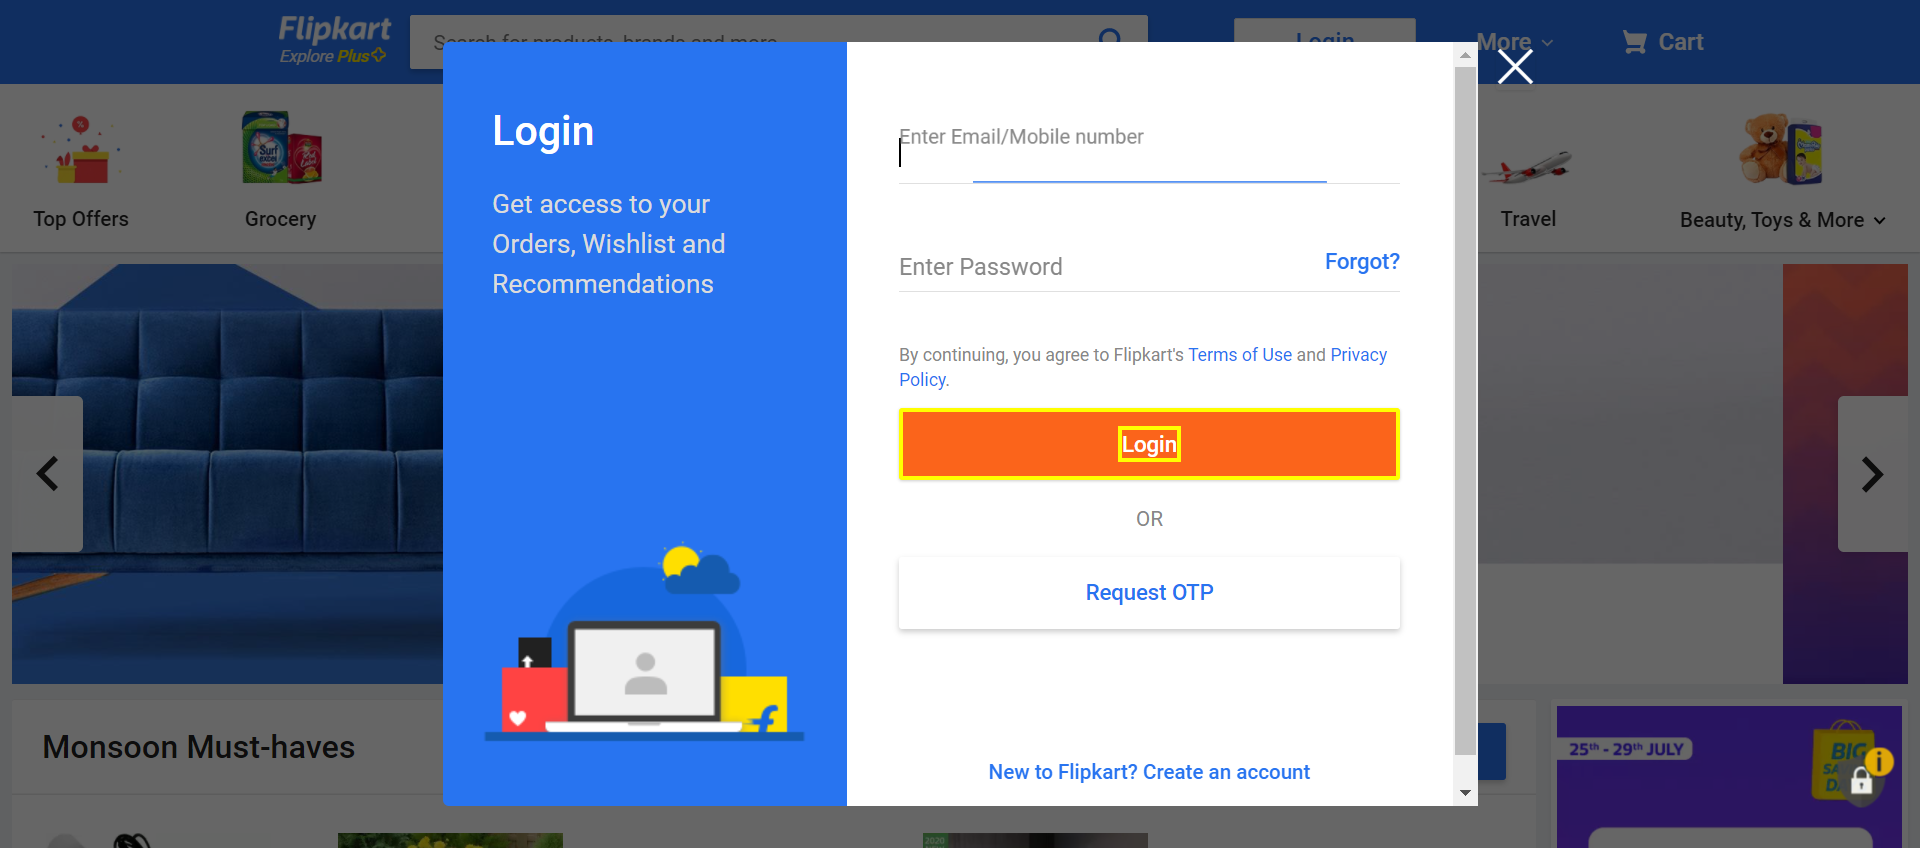 Flipkart
Explore Plus
Search for products, brands and more
Login
More
Cart
Top Offers
Grocery
Travel
Beauty, Toys & More
Login
Get access to your
Orders, Wishlist and
Recommendations
Enter Email/Mobile number
Enter Password
Forgot?
By continuing, you agree to Flipkart's Terms of Use and Privacy
Policy.
Login
OR
Request OTP
New to Flipkart? Create an account
Monsoon Must-haves
25th - 29th JULY
BIG
Surf
excel
2020